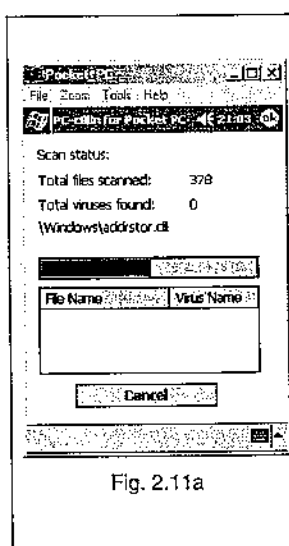 Pocket PC
File Zoom Tools Help
PC-cillin for Pocket PC 21:03 ok
Scan status:
Total files scanned: 378
Total viruses found: 0
\Windows\addrstor.dll
File Name Virus Name
Cancel
Fig. 2.11a